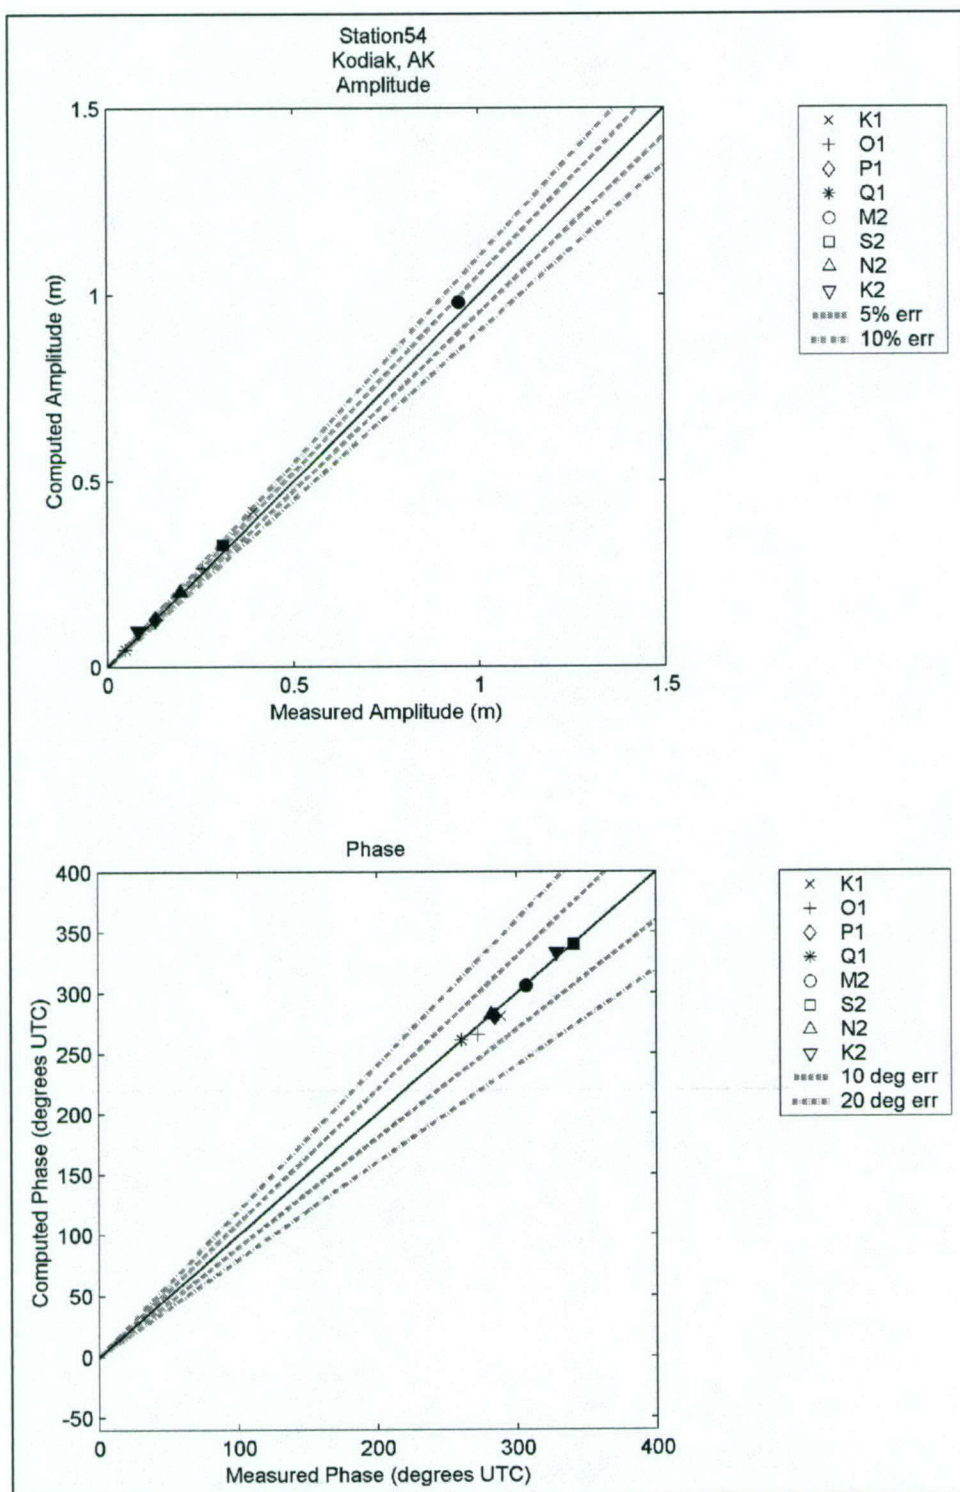 Station54
Kodiak, AK
Amplitude
1.5
1
0.5
0
Computed Amplitude (m)
0
0.5
1
1.5
Measured Amplitude (m)
K1
O1
P1
Q1
M2
S2
N2
K2
5% err
10% err
Phase
400
350
300
250
200
150
100
50
0
-50
Computed Phase (degrees UTC)
0
100
200
300
400
Measured Phase (degrees UTC)
K1
O1
P1
Q1
M2
S2
N2
K2
10 deg err
20 deg err